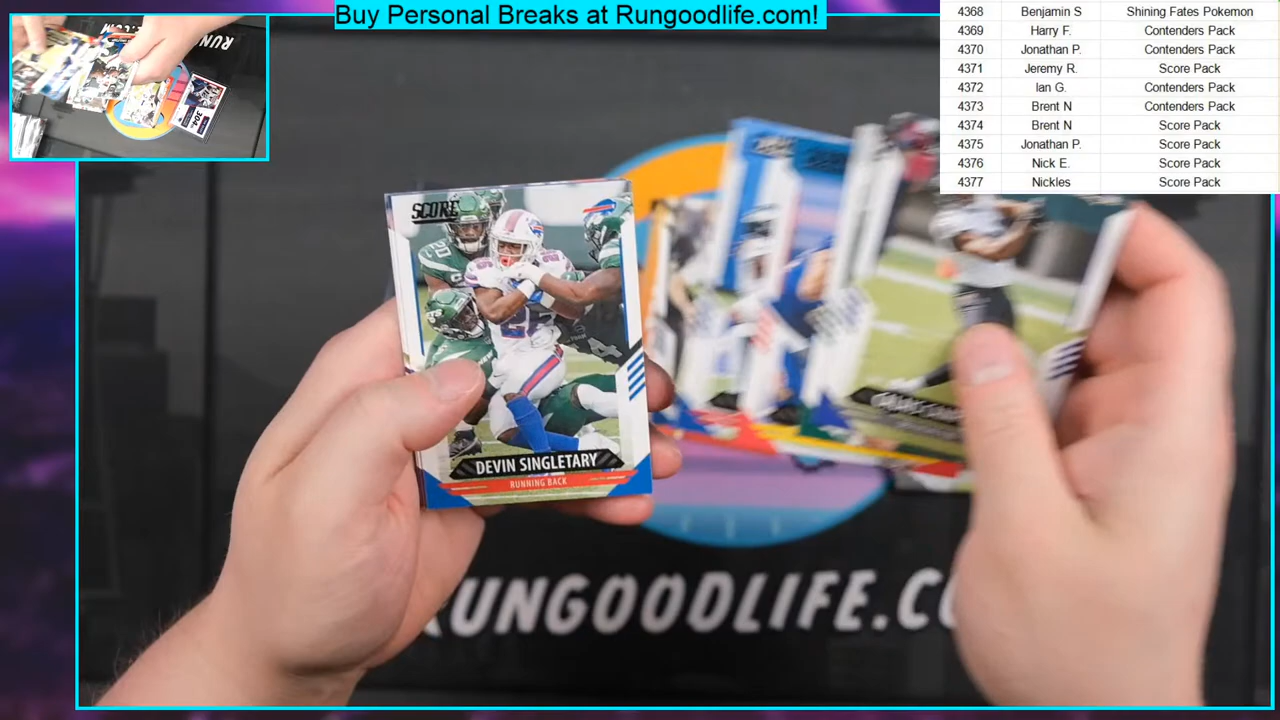 Buy Personal Breaks at Rungoodlife.com!
4368 Benjamin S Shining Fates Pokemon
4369 Harry F. Contenders Pack
4370 Jonathan P. Contenders Pack
4371 Jeremy R. Score Pack
4372 Ian G. Contenders Pack
4373 Brent N Contenders Pack
4374 Brent N Score Pack
4375 Jonathan P. Score Pack
4376 Nick E. Score Pack
4377 Nickles Score Pack
SCORE
20
DEVIN SINGLETARY
RUNNING BACK
RUNGOODLIFE.C